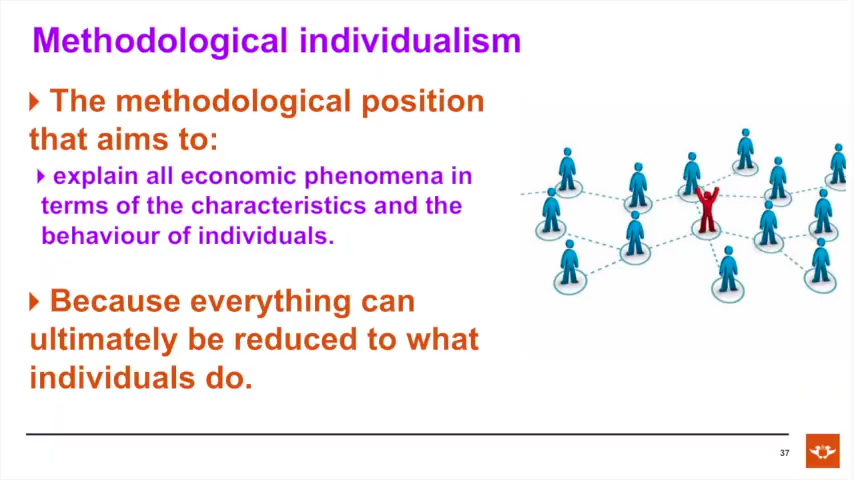 Methodological individualism
The methodological position
that aims to:
explain all economic phenomena in
terms of the characteristics and the
behaviour of individuals.
Because everything can
ultimately be reduced to what
individuals do.
37